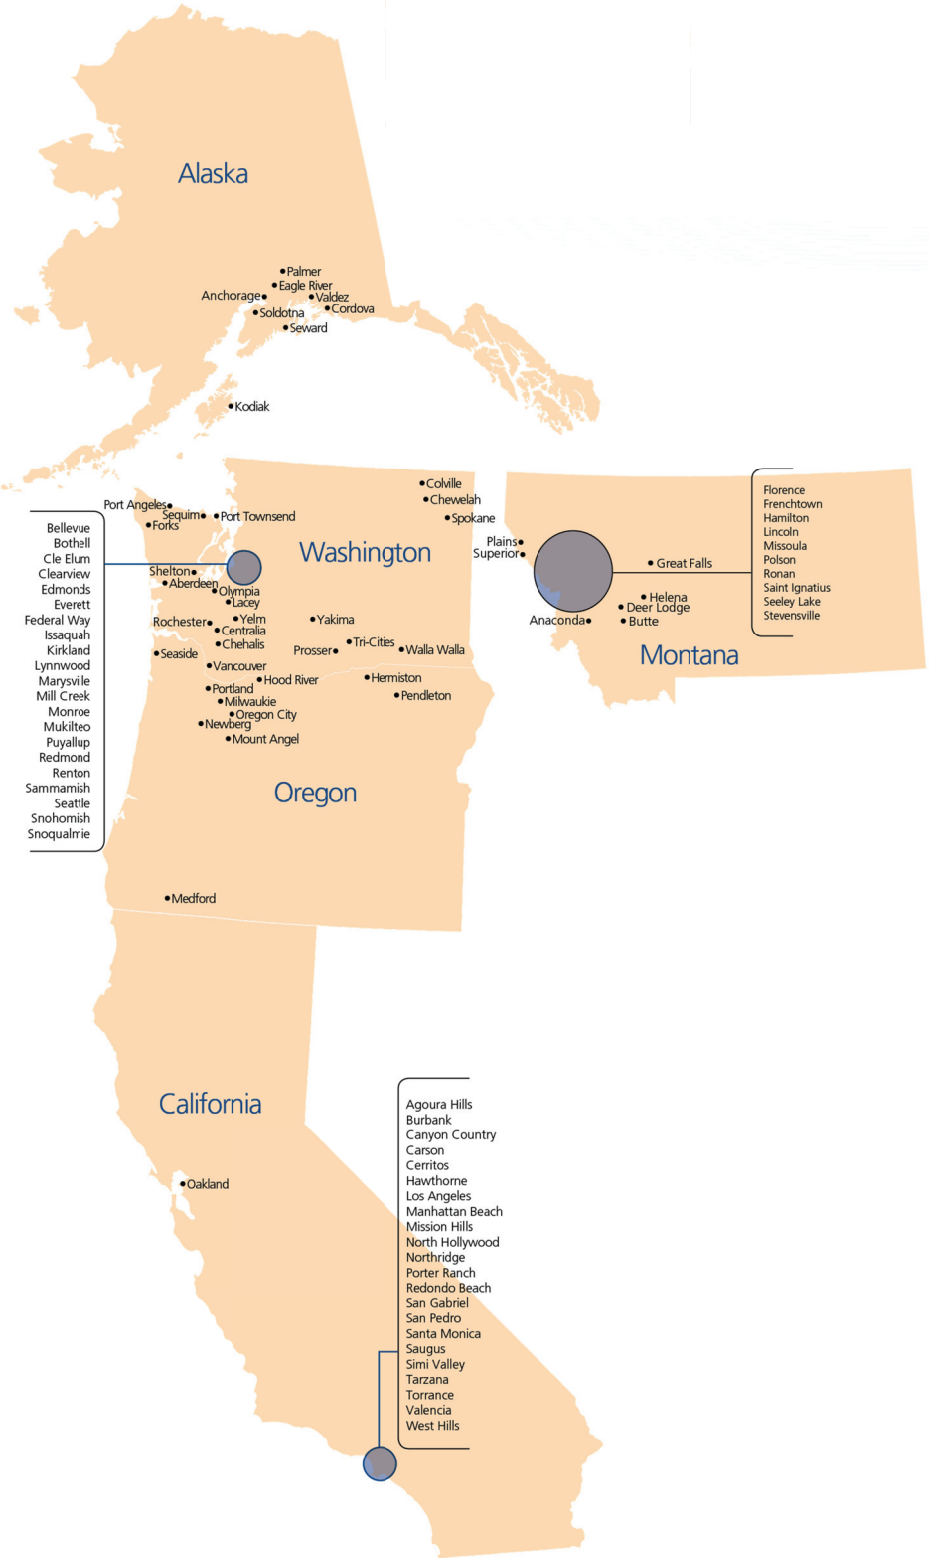 Alaska
Palmer
Eagle River
Anchorage
Valdez
Cordova
Soldotna
Seward
Kodiak
Colville
Chewelah
Spokane
Port Angeles
Sequim
Port Townsend
Forks
Washington
Shelton
Aberdeen
Olympia
Lacey
Yelm
Rochester
Centralia
Chehalis
Yakima
Tri-Cities
Prosser
Walla Walla
Seaside
Vancouver
Bellevue
Bothell
Cle Elum
Clearview
Edmonds
Everett
Federal Way
Issaquah
Kirkland
Lynnwood
Marysville
Mill Creek
Monroe
Mukilteo
Puyallup
Redmond
Renton
Sammamish
Seattle
Snohomish
Snoqualmie
Plains
Superior
Great Falls
Helena
Deer Lodge
Anaconda
Butte
Montana
Florence
Frenchtown
Hamilton
Lincoln
Missoula
Polson
Ronan
Saint Ignatius
Seeley Lake
Stevensville
Hood River
Hermiston
Portland
Pendleton
Milwaukie
Oregon City
Newberg
Mount Angel
Oregon
Medford
California
Oakland
Agoura Hills
Burbank
Canyon Country
Carson
Cerritos
Hawthorne
Los Angeles
Manhattan Beach
Mission Hills
North Hollywood
Northridge
Porter Ranch
Redondo Beach
San Gabriel
San Pedro
Santa Monica
Saugus
Simi Valley
Tarzana
Torrance
Valencia
West Hills